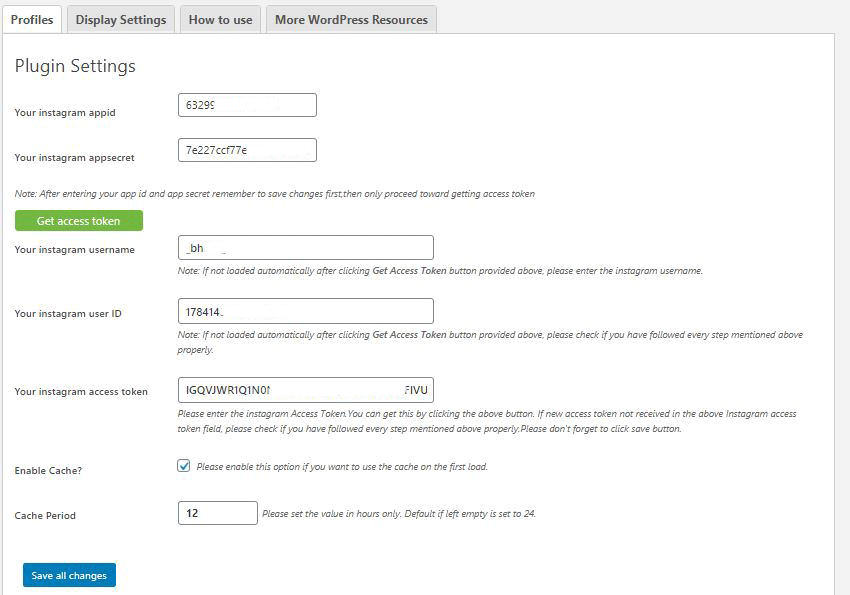 Profiles
Display Settings
How to use
More WordPress Resources
Plugin Settings
Your instagram appid
63299
Your instagram appsecret
7e227ccf77e
Note: After entering your app id and app secret remember to save changes first,then only proceed toward getting access token
Get access token
Your instagram username
_bh _
Note: If not loaded automatically after clicking Get Access Token button provided above, please enter the instagram username.
Your instagram user ID
178414
Note: If not loaded automatically after clicking Get Access Token button provided above, please check if you have followed every step mentioned above
properly.
Your instagram access token
IGQVJWR1Q1N0 FIVU
Please enter the instagram Access Token.You can get this by clicking the above button. If new access token not received in the above Instagram access
token field, please check if you have followed every step mentioned above properly.Please don't forget to click save button.
Enable Cache?
Please enable this option if you want to use the cache on the first load.
Cache Period
12
Please set the value in hours only. Default if left empty is set to 24.
Save all changes